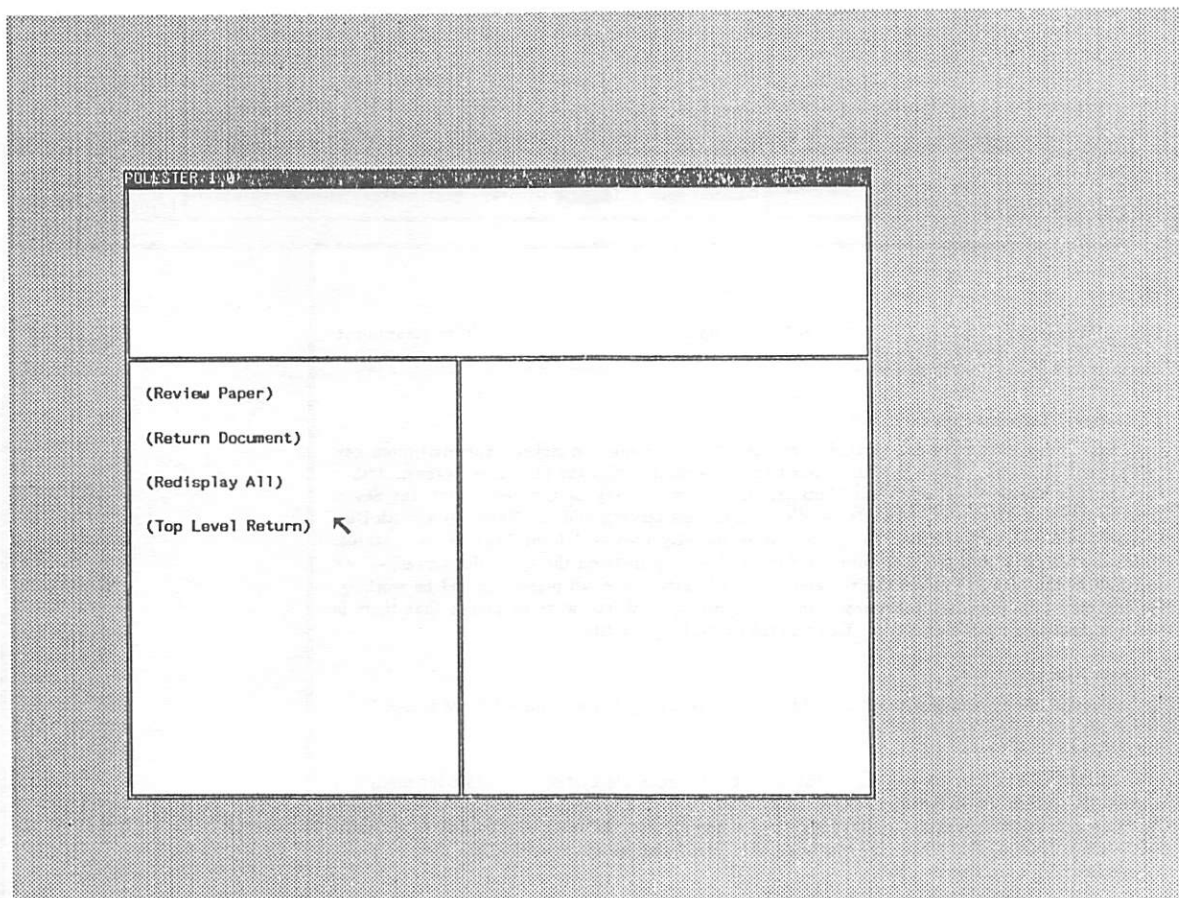 POLLSTER 1.0
(Review Paper)
(Return Document)
(Redisplay All)
(Top Level Return)